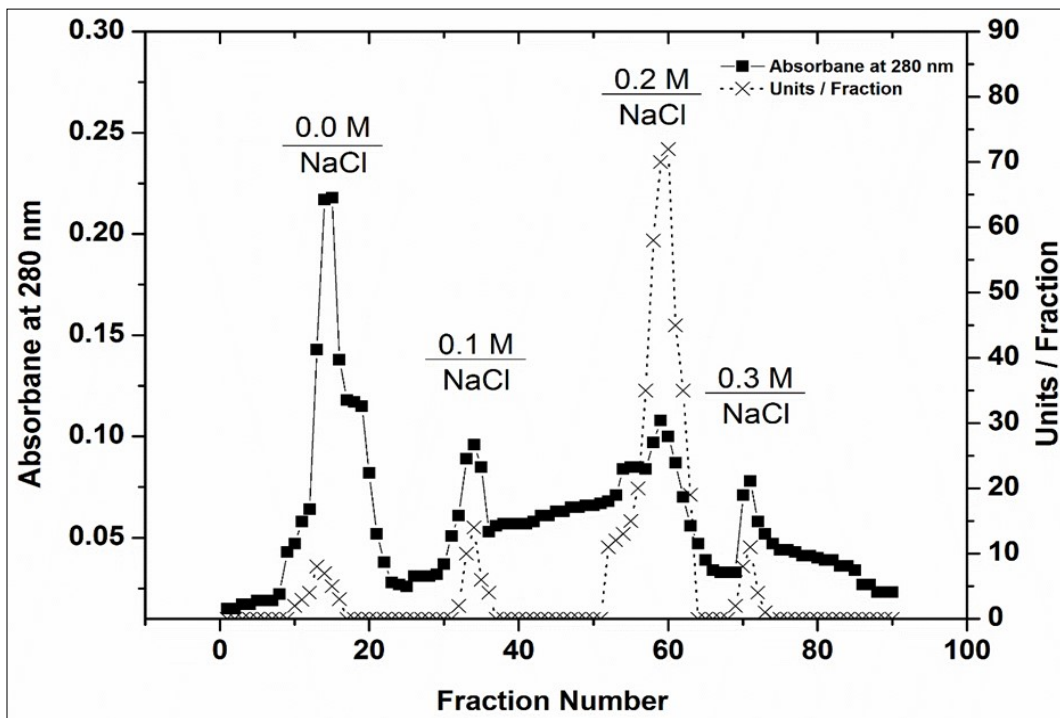 0.30
0.25
0.20
0.15
0.10
0.05
Absorbane at 280 nm
0.0 M
NaCl
0.1 M
NaCl
0.2 M
NaCl
0.3 M
NaCl
Absorbane at 280 nm
Units / Fraction
90
80
70
60
50
40
30
20
10
0
Units / Fraction
0 20 40 60 80 100
Fraction Number